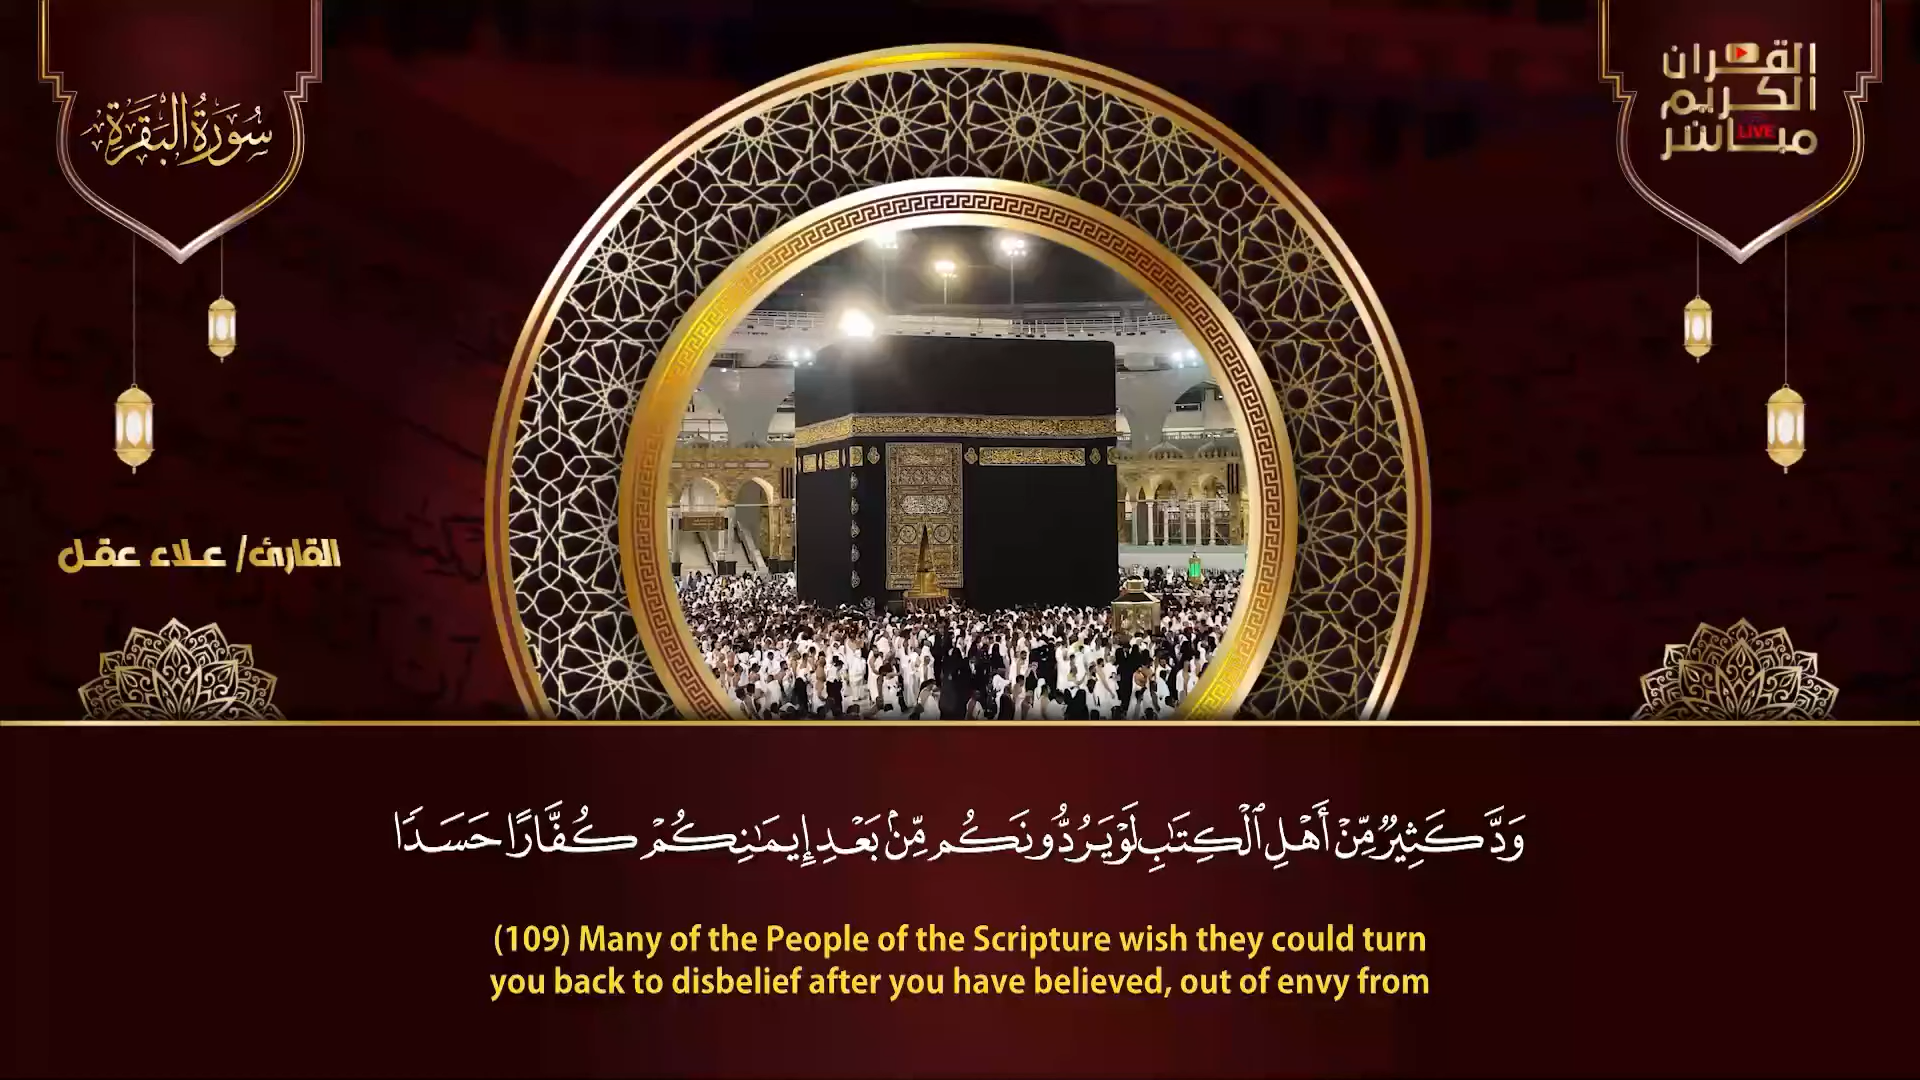 سُورَةُ البَقَرَةِ
القران
الكريم
مباشر
LIVE
القارئ/ علاء عقل
وَدَّ كَثِيرٌ مِّنْ أَهْلِ ٱلْكِتَٰبِ لَوْ يَرُدُّونَكُم مِّنۢ بَعْدِ إِيمَٰنِكُمْ كُفَّارًا حَسَدًا
(109) Many of the People of the Scripture wish they could turn
you back to disbelief after you have believed, out of envy from